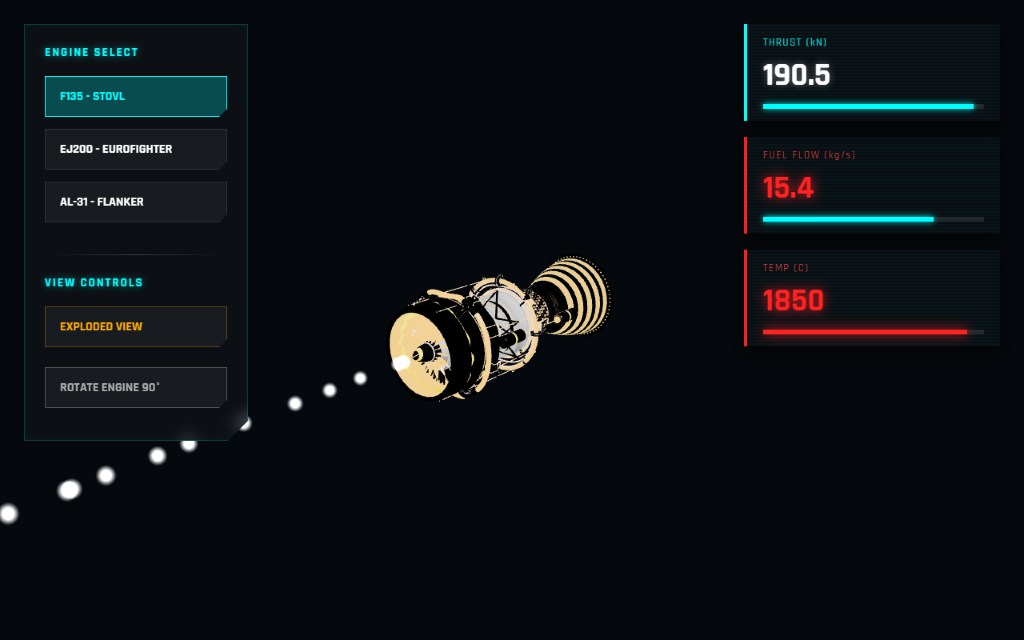 ENGINE SELECT
F135 - STOVL
EJ200 - EUROFIGHTER
AL-31 - FLANKER
VIEW CONTROLS
EXPLODED VIEW
ROTATE ENGINE 90°
THRUST (kN)
190.5
FUEL FLOW (kg/s)
15.4
TEMP (C)
1850